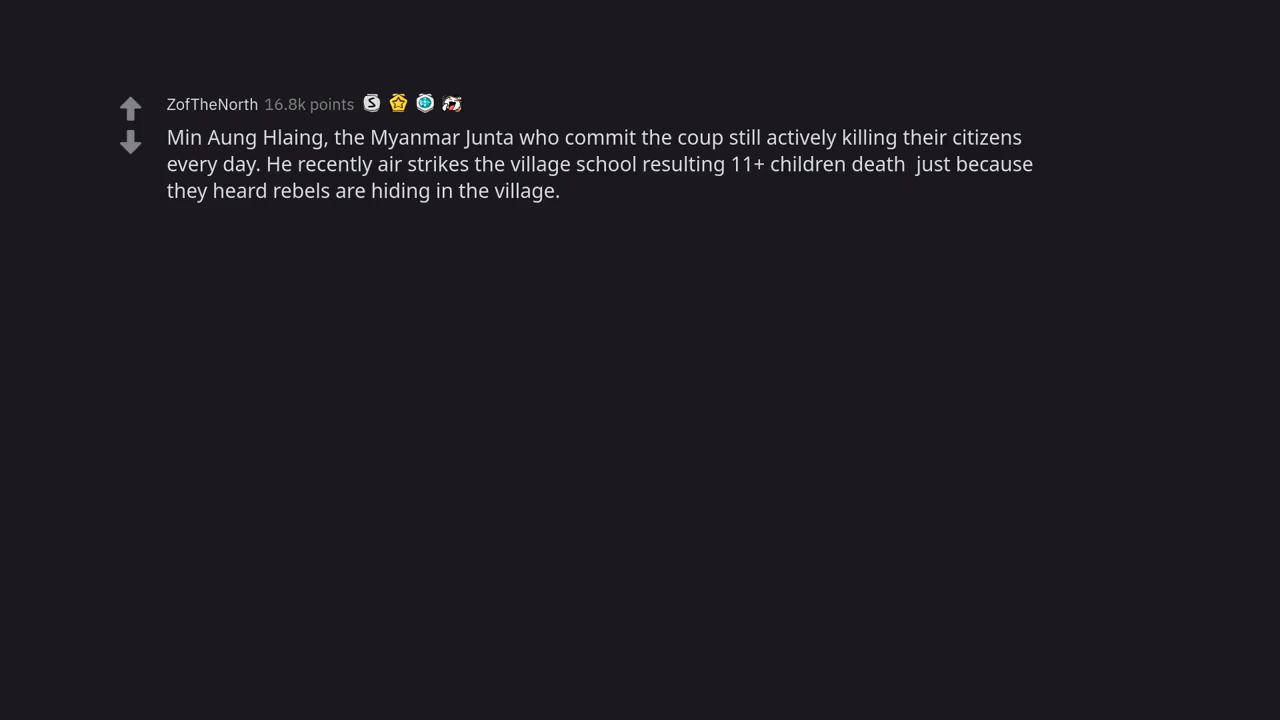 ZofTheNorth 16.8k points
Min Aung Hlaing, the Myanmar Junta who commit the coup still actively killing their citizens
every day. He recently air strikes the village school resulting 11+ children death  just because
they heard rebels are hiding in the village.